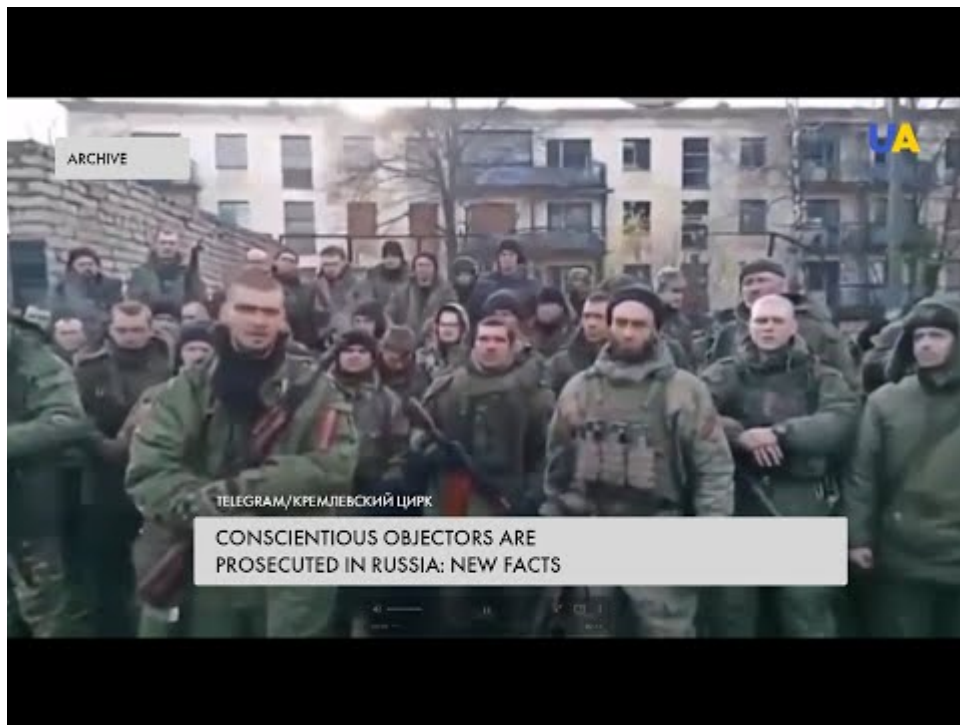 ARCHIVE
UA
TELEGRAM/КРЕМЛЕВСКИЙ ЦИРК
CONSCIENTIOUS OBJECTORS ARE
PROSECUTED IN RUSSIA: NEW FACTS